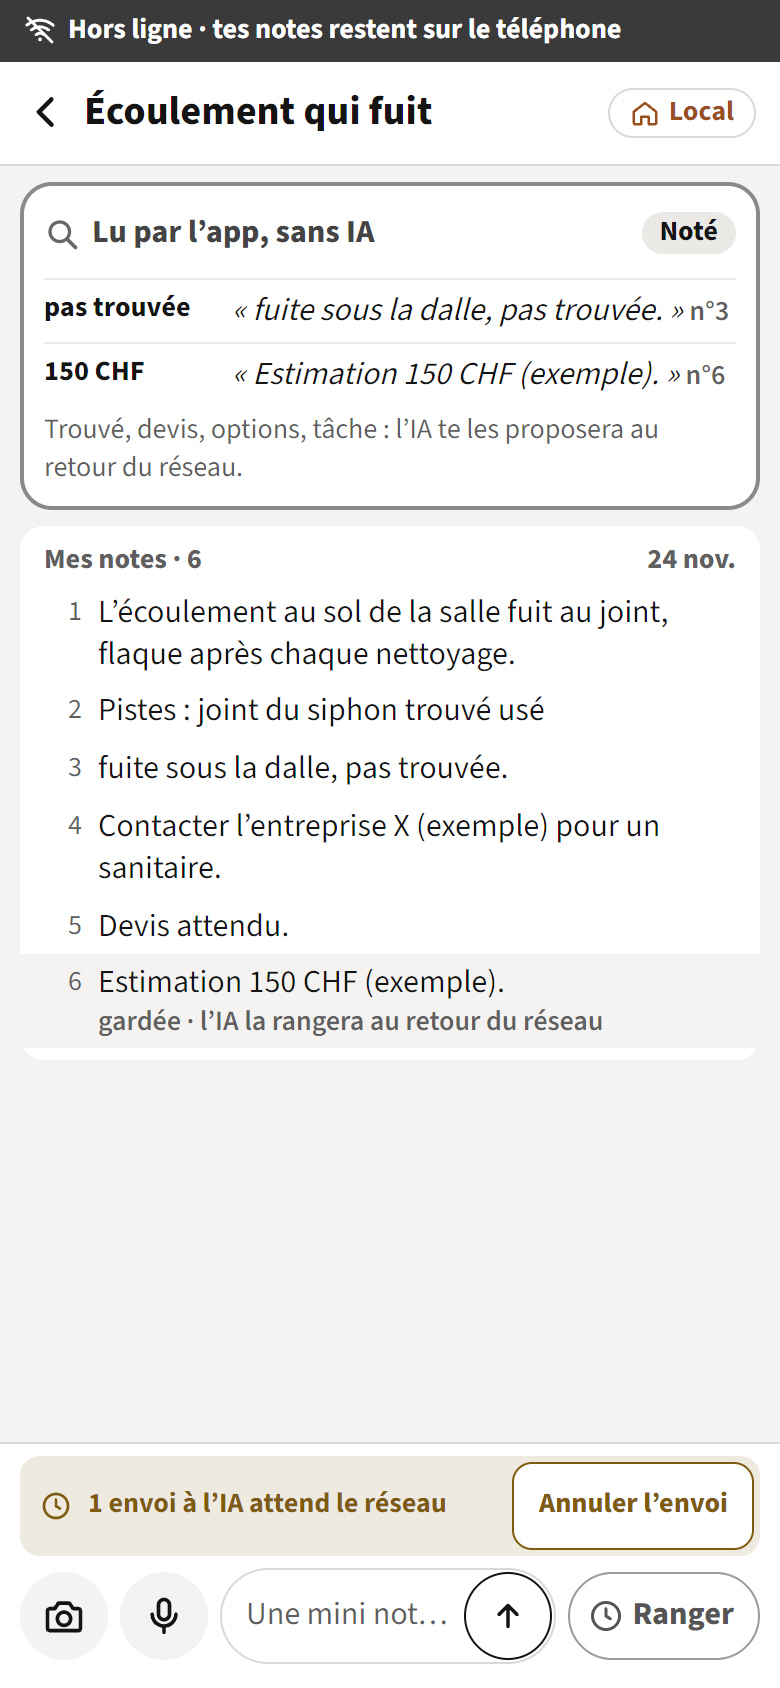 Hors ligne · tes notes restent sur le téléphone
Écoulement qui fuit
Local
Lu par l’app, sans IA
Noté
pas trouvée « fuite sous la dalle, pas trouvée. » n°3
150 CHF « Estimation 150 CHF (exemple). » n°6
Trouvé, devis, options, tâche : l’IA te les proposera au
retour du réseau.
Mes notes · 6
24 nov.
1 L’écoulement au sol de la salle fuit au joint,
flaque après chaque nettoyage.
2 Pistes : joint du siphon trouvé usé
3 fuite sous la dalle, pas trouvée.
4 Contacter l’entreprise X (exemple) pour un
sanitaire.
5 Devis attendu.
6 Estimation 150 CHF (exemple).
gardée · l’IA la rangera au retour du réseau
1 envoi à l’IA attend le réseau
Annuler l’envoi
Une mini not…
Ranger